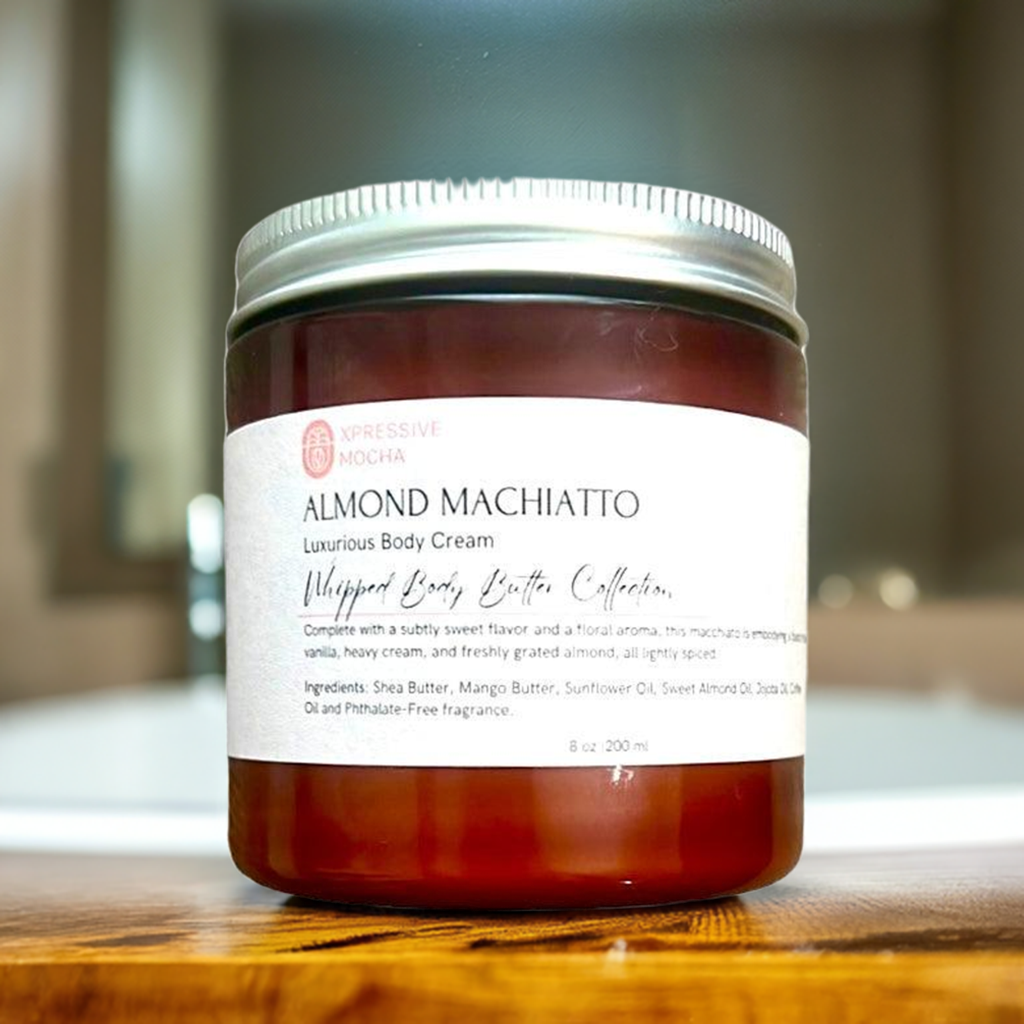 XPRESSIVE
MOCHA
ALMOND MACHIATTO
Luxurious Body Cream
Whipped Body Butter Collection
Complete with a subtly sweet flavor and a floral aroma, this macchiato is embodying a
vanilla, heavy cream, and freshly grated almond, all lightly spiced
Ingredients: Shea Butter, Mango Butter, Sunflower Oil, Sweet Almond Oil, Jojoba Oil, Coffee
Oil and Phthalate-Free fragrance.
8 oz 200 ml